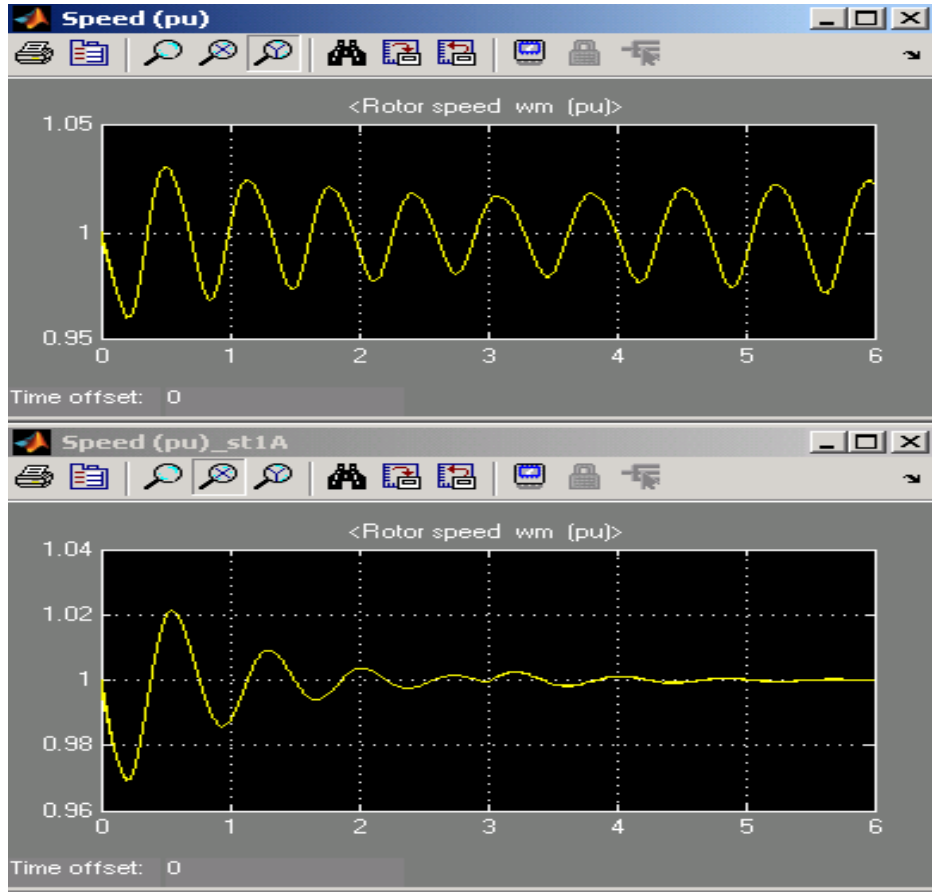 Speed (pu)
<Rotor speed wm (pu)>
1.05
1
0.95
0 1 2 3 4 5 6
Time offset: 0
Speed (pu)_st1A
<Rotor speed wm (pu)>
1.04
1.02
1
0.98
0.96
0 1 2 3 4 5 6
Time offset: 0